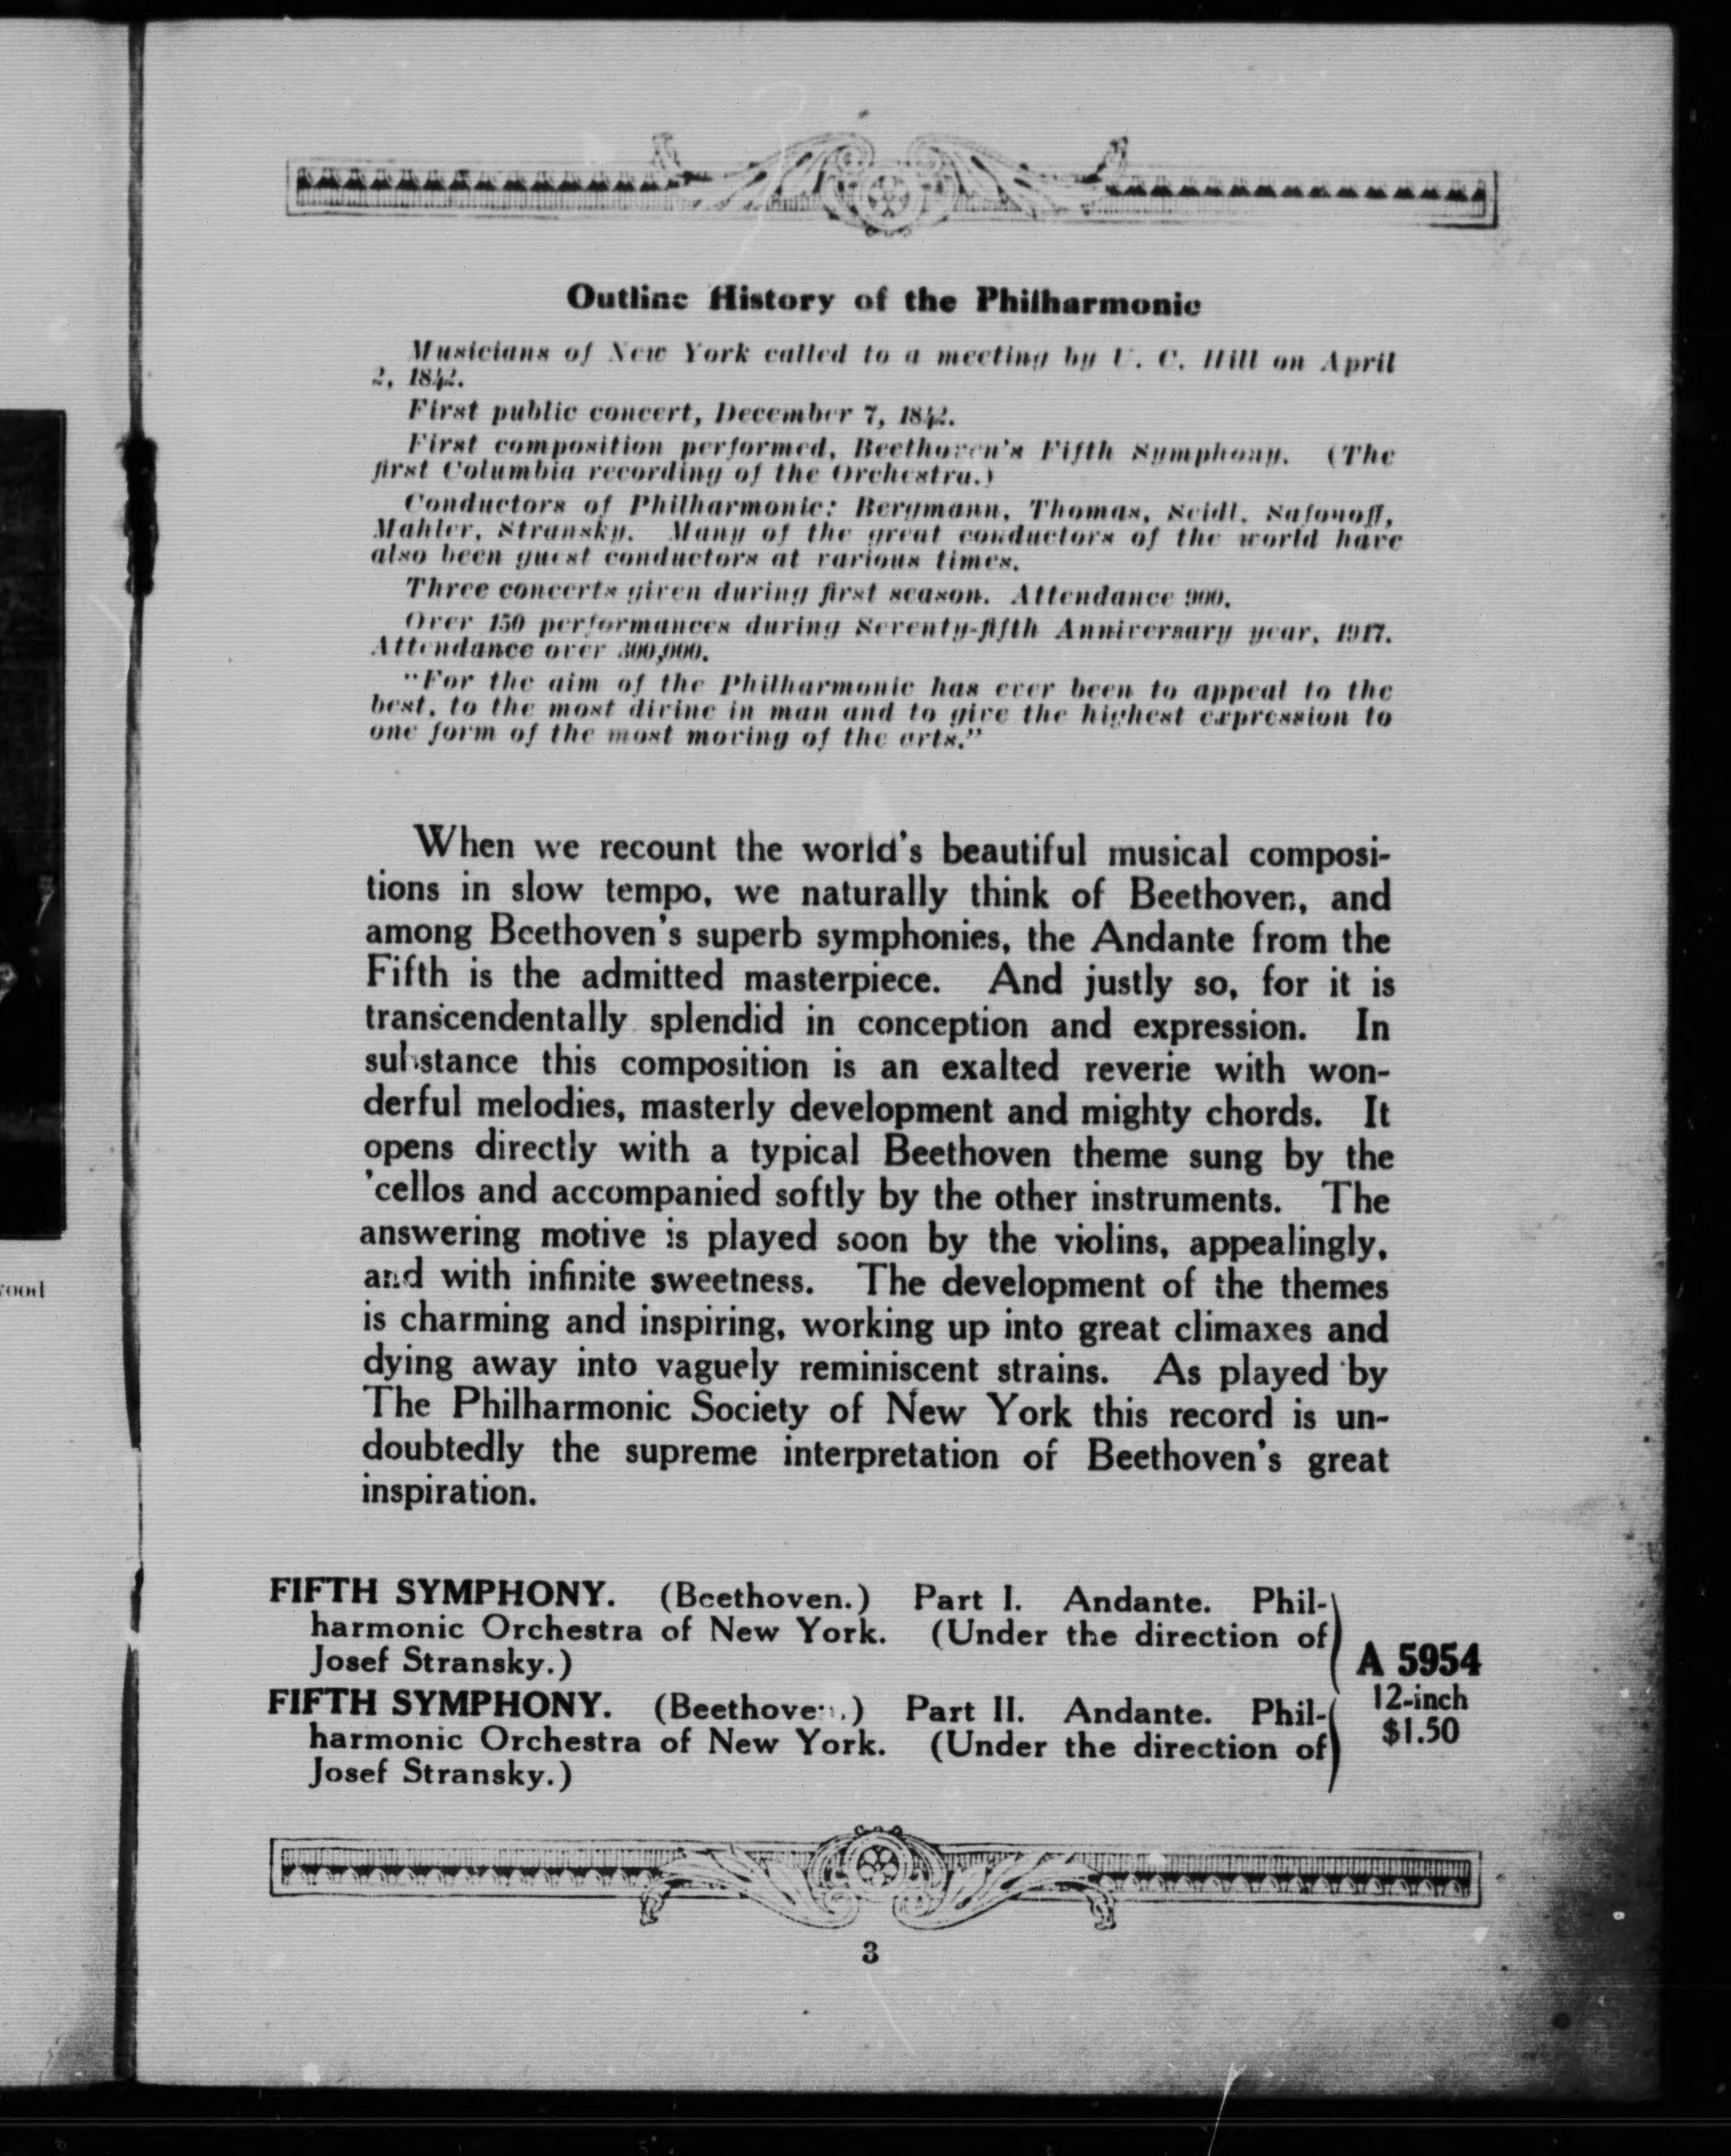 Outline History of the Philharmonic
Musicians of New York called to a meeting by U. C. Hill on April
2, 1842.
First public concert, December 7, 1842.
First composition performed, Beethoven's Fifth Symphony. (The
first Columbia recording of the Orchestra.)
Conductors of Philharmonic: Bergmann, Thomas, Seidl, Safonoff,
Mahler, Stransky. Many of the great conductors of the world have
also been guest conductors at various times.
Three concerts given during first season. Attendance 900.
Over 150 performances during Seventy-fifth Anniversary year, 1917.
Attendance over 300,000.
"For the aim of the Philharmonic has ever been to appeal to the
best, to the most divine in man and to give the highest expression to
one form of the most moving of the arts."
When we recount the world's beautiful musical composi-
tions in slow tempo, we naturally think of Beethoven, and
among Beethoven's superb symphonies, the Andante from the
Fifth is the admitted masterpiece. And justly so, for it is
transcendentally splendid in conception and expression. In
substance this composition is an exalted reverie with won-
derful melodies, masterly development and mighty chords. It
opens directly with a typical Beethoven theme sung by the
'cellos and accompanied softly by the other instruments. The
answering motive is played soon by the violins, appealingly,
and with infinite sweetness. The development of the themes
is charming and inspiring, working up into great climaxes and
dying away into vaguely reminiscent strains. As played by
The Philharmonic Society of New York this record is un-
doubtedly the supreme interpretation of Beethoven's great
inspiration.
FIFTH SYMPHONY. (Beethoven.) Part I. Andante. Phil-
harmonic Orchestra of New York. (Under the direction of
Josef Stransky.)
FIFTH SYMPHONY. (Beethoven.) Part II. Andante. Phil-
harmonic Orchestra of New York. (Under the direction of
Josef Stransky.)
A 5954
12-inch
$1.50
3